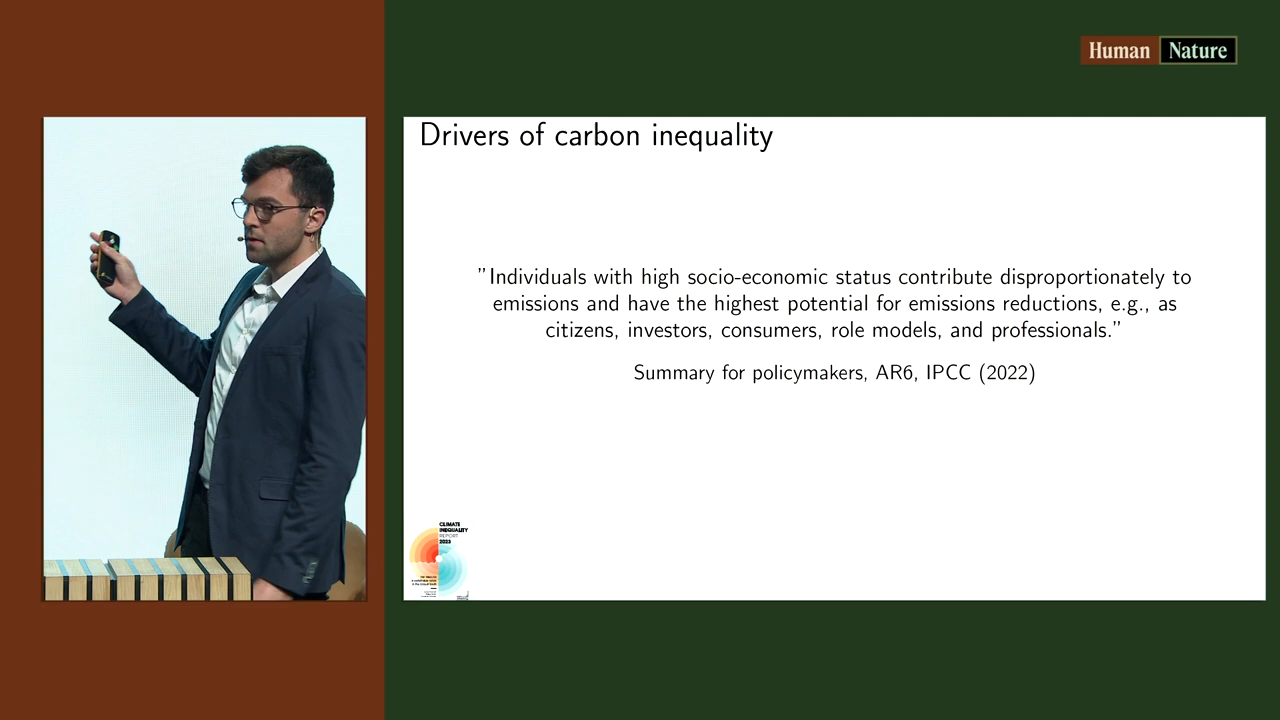 Human Nature
Drivers of carbon inequality
”Individuals with high socio-economic status contribute disproportionately to
emissions and have the highest potential for emissions reductions, e.g., as
citizens, investors, consumers, role models, and professionals.”
Summary for policymakers, AR6, IPCC (2022)
CLIMATE
INEQUALITY
REPORT
2023